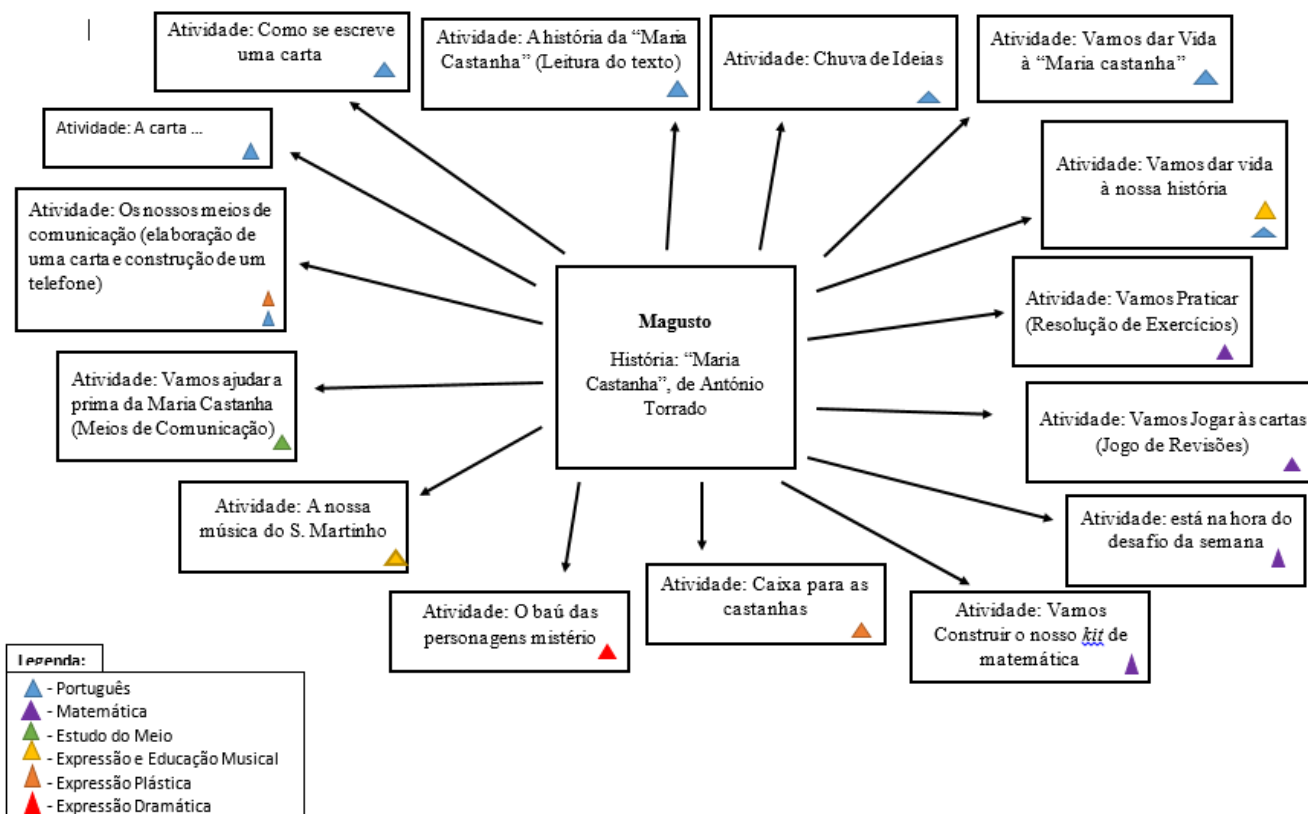 Atividade: Como se escreve
uma carta
Atividade: A história da “Maria
Castanha” (Leitura do texto)
Atividade: Chuva de Ideias
Atividade: Vamos dar Vida
à “Maria castanha”
Atividade: A carta ...
Atividade: Vamos dar vida
à nossa história
Atividade: Os nossos meios de
comunicação (elaboração de
uma carta e construção de um
telefone)
Magusto
História: “Maria
Castanha”, de António
Torrado
Atividade: Vamos Praticar
(Resolução de Exercícios)
Atividade: Vamos ajudar a
prima da Maria Castanha
(Meios de Comunicação)
Atividade: Vamos Jogar às cartas
(Jogo de Revisões)
Atividade: A nossa
música do S. Martinho
Atividade: está na hora do
desafio da semana
Atividade: O baú das
personagens mistério
Atividade: Caixa para as
castanhas
Atividade: Vamos
Construir o nosso kit de
matemática
Legenda:
- Português
- Matemática
- Estudo do Meio
- Expressão e Educação Musical
- Expressão Plástica
- Expressão Dramática